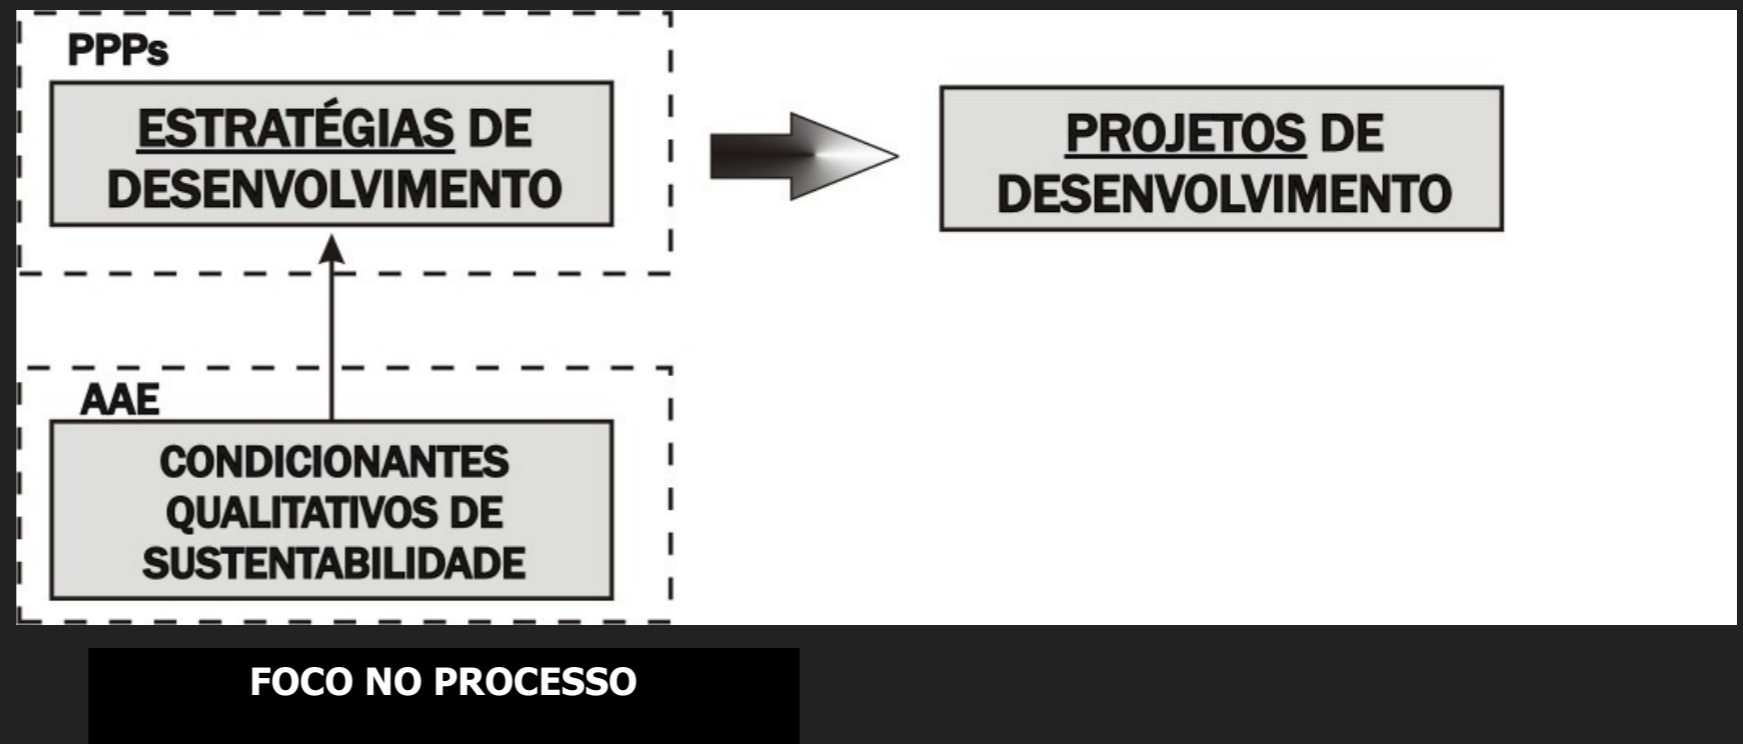 PPPs
ESTRATÉGIAS DE
DESENVOLVIMENTO
PROJETOS DE
DESENVOLVIMENTO
AAE
CONDICIONANTES
QUALITATIVOS DE
SUSTENTABILIDADE
FOCO NO PROCESSO